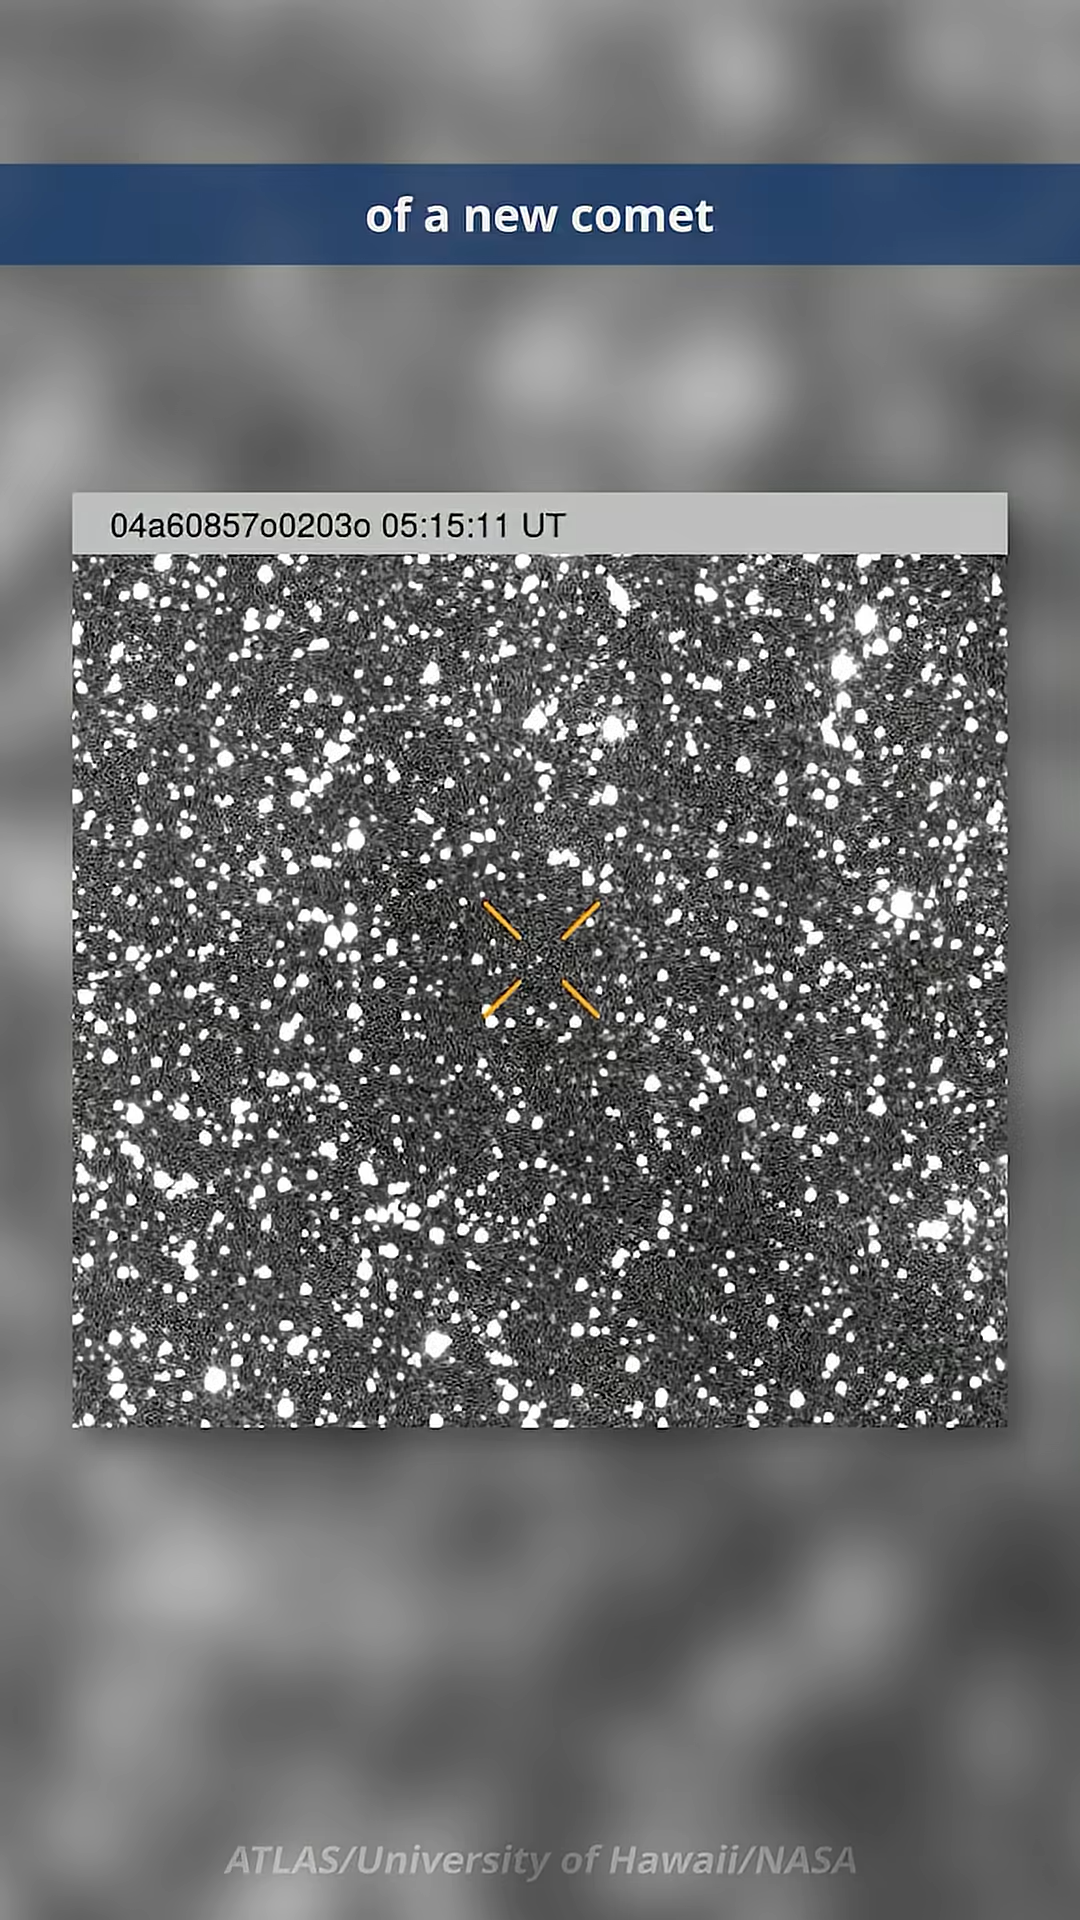 of a new comet
04a60857o0203o 05:15:11 UT
ATLAS/University of Hawaii/NASA